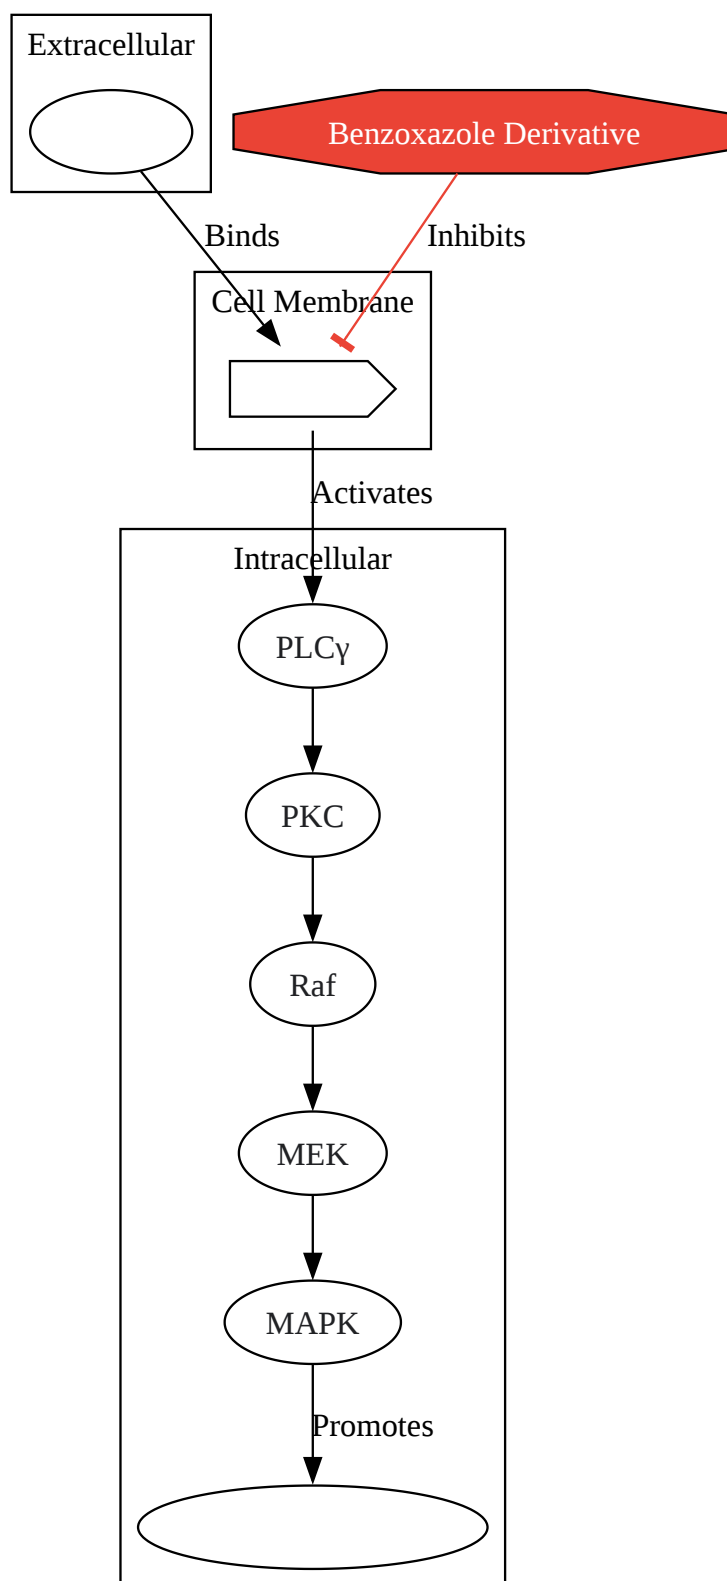 Extracellular
Benzoxazole Derivative
Binds
Inhibits
Cell Membrane
Activates
Intracellular
PLCγ
PKC
Raf
MEK
MAPK
Promotes